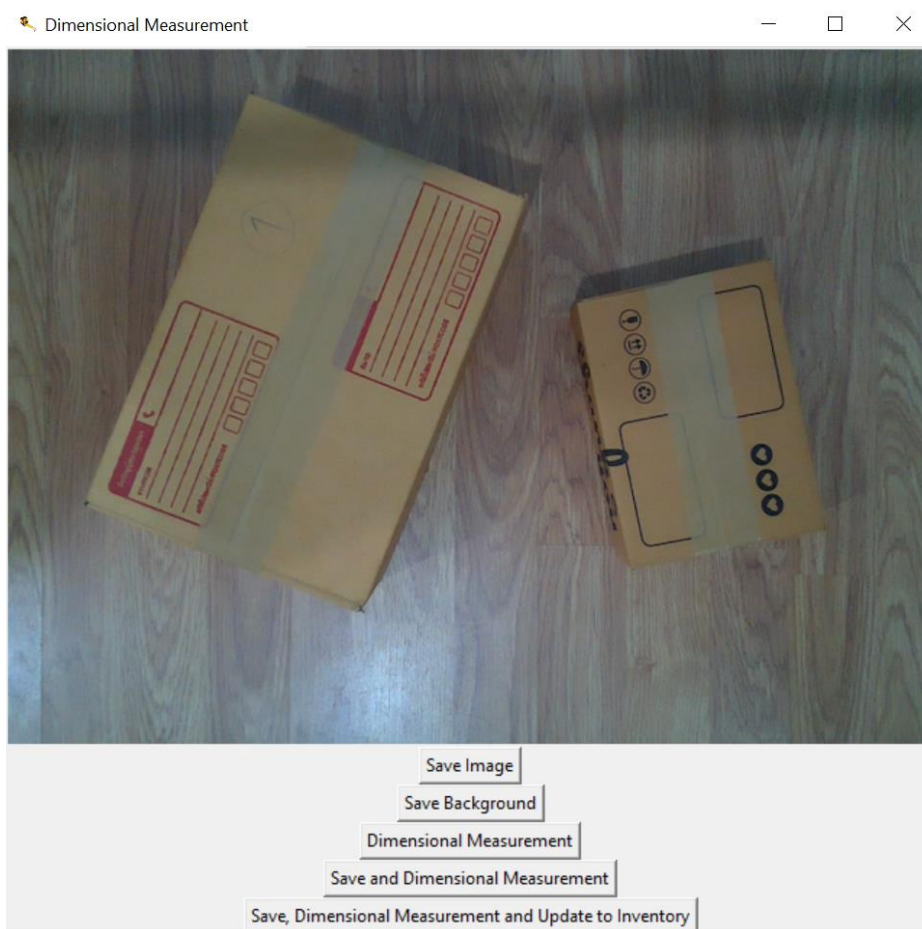 Dimensional Measurement
1
Save Image
Save Background
Dimensional Measurement
Save and Dimensional Measurement
Save, Dimensional Measurement and Update to Inventory